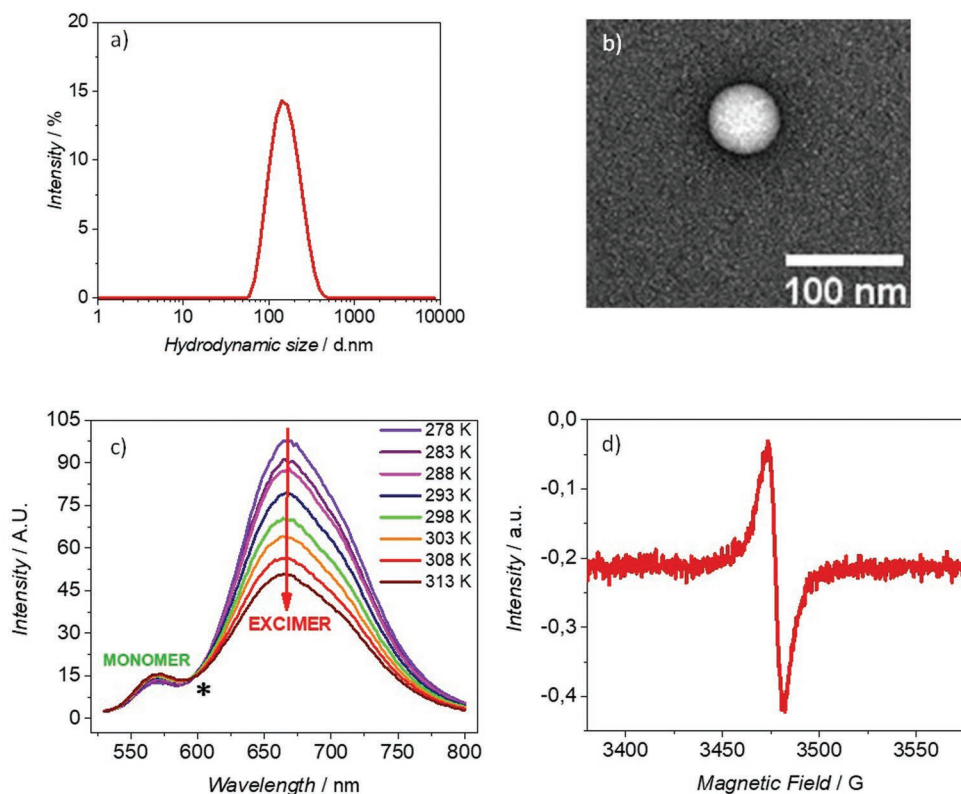 a)
Intensity / %
20
15
10
5
0
1
10
100
1000
10000
Hydrodynamic size / d.nm
b)
100 nm
c)
Intensity / A.U.
105
90
75
60
45
30
15
0
278 K
283 K
288 K
293 K
298 K
303 K
308 K
313 K
MONOMER
EXCIMER
*
550
600
650
700
750
800
Wavelength / nm
d)
Intensity / a.u.
0,0
-0,1
-0,2
-0,3
-0,4
3400
3450
3500
3550
Magnetic Field / G